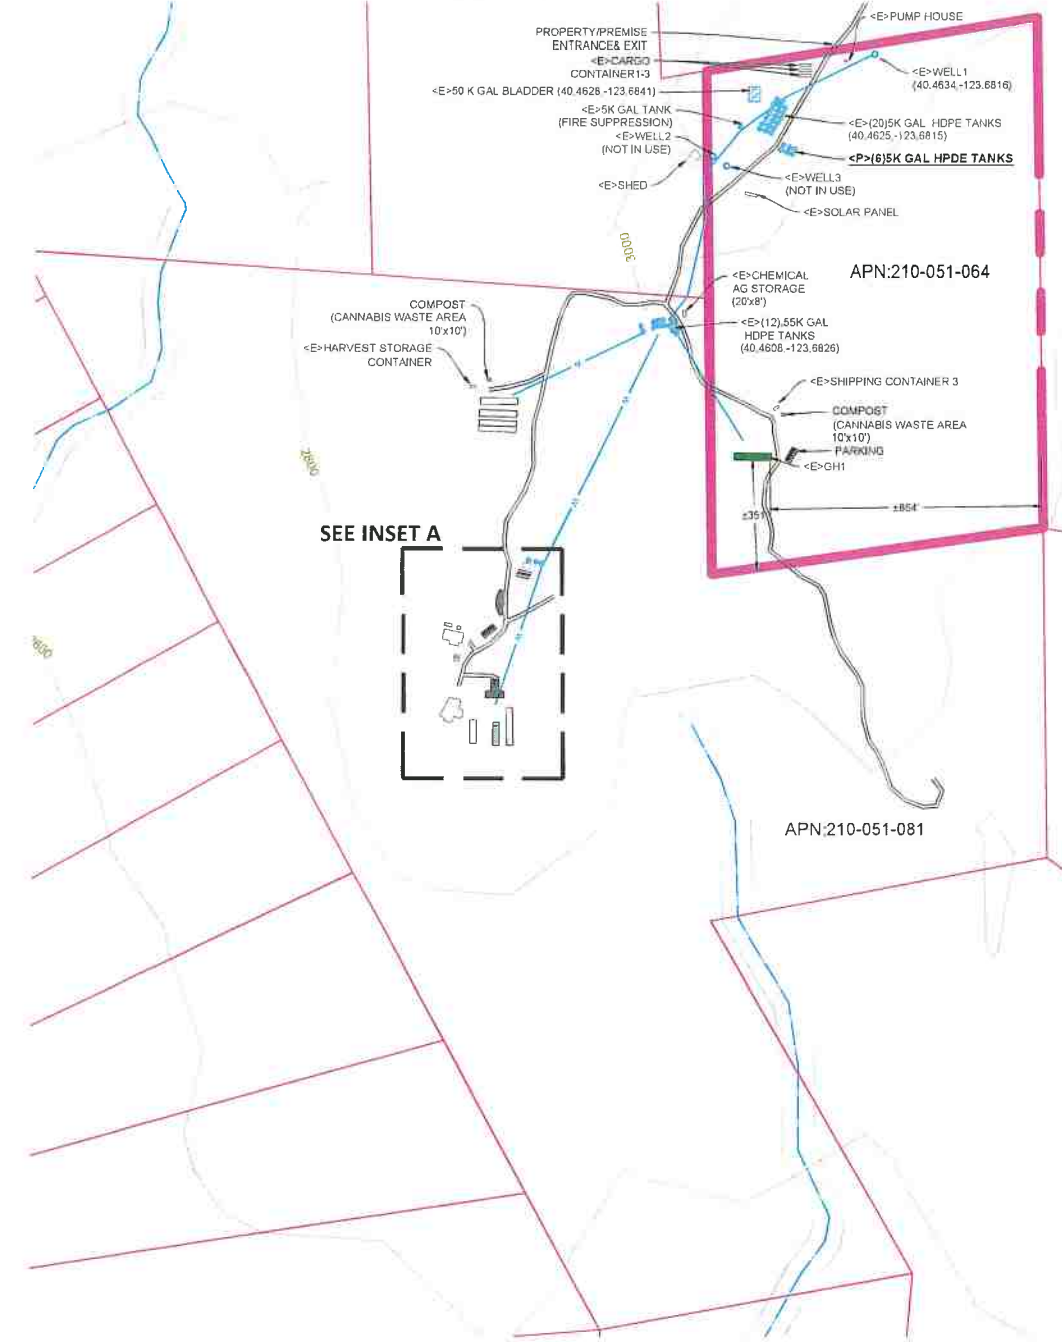 <E>PUMP HOUSE
PROPERTY/PREMISE
ENTRANCE& EXIT
<E>CARGO
CONTAINER1-3
<E>WELL1
(40.4634,-123.6816)
<E>50 K GAL BLADDER (40.4628,-123.6841)
<E>5K GAL TANK
(FIRE SUPPRESSION)
<E>(20)5K GAL HDPE TANKS
(40.4625,-123.6815)
<E>WELL2
(NOT IN USE)
<P>(6)5K GAL HPDE TANKS
<E>SHED
<E>WELL3
(NOT IN USE)
<E>SOLAR PANEL
3000
APN:210-051-064
<E>CHEMICAL
AG STORAGE
(20'x8')
COMPOST
(CANNABIS WASTE AREA
10'x10')
<E>(12).55K GAL
HDPE TANKS
(40.4608,-123.6826)
<E>HARVEST STORAGE
CONTAINER
<E>SHIPPING CONTAINER 3
COMPOST
(CANNABIS WASTE AREA
10'x10')
PARKING
<E>GH1
2800
±351'
±854'
SEE INSET A
2600
APN:210-051-081